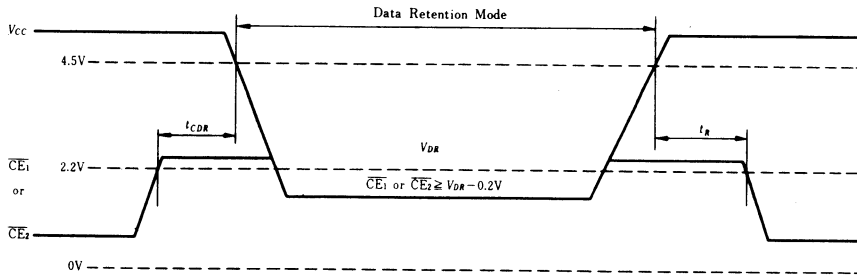 Data Retention Mode
VCC
4.5V
tCDR
tR
VDR
CE1
2.2V
CE1 or CE2 ≧ VDR−0.2V
or
CE2
0V